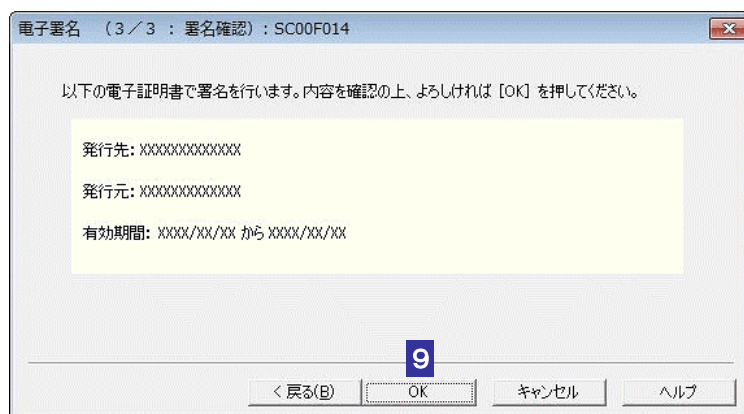 電子署名 （3／3 ： 署名確認）：SC00F014
以下の電子証明書で署名を行います。内容を確認の上、よろしければ［OK］を押してください。
発行先: XXXXXXXXXXXXX
発行元: XXXXXXXXXXXXX
有効期間: XXXX/XX/XX から XXXX/XX/XX
9
< 戻る(B) OK キャンセル ヘルプ